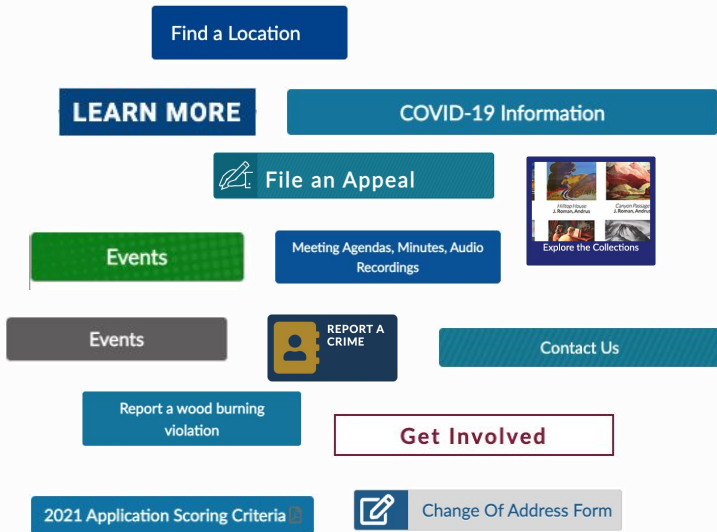 Find a Location
LEARN MORE
COVID-19 Information
File an Appeal
Hilltop House
J. Roman, Andrus
Canyon Passage
J. Roman, Andrus
Explore the Collections
Events
Meeting Agendas, Minutes, Audio
Recordings
Events
REPORT A
CRIME
Contact Us
Report a wood burning
violation
Get Involved
2021 Application Scoring Criteria
Change Of Address Form